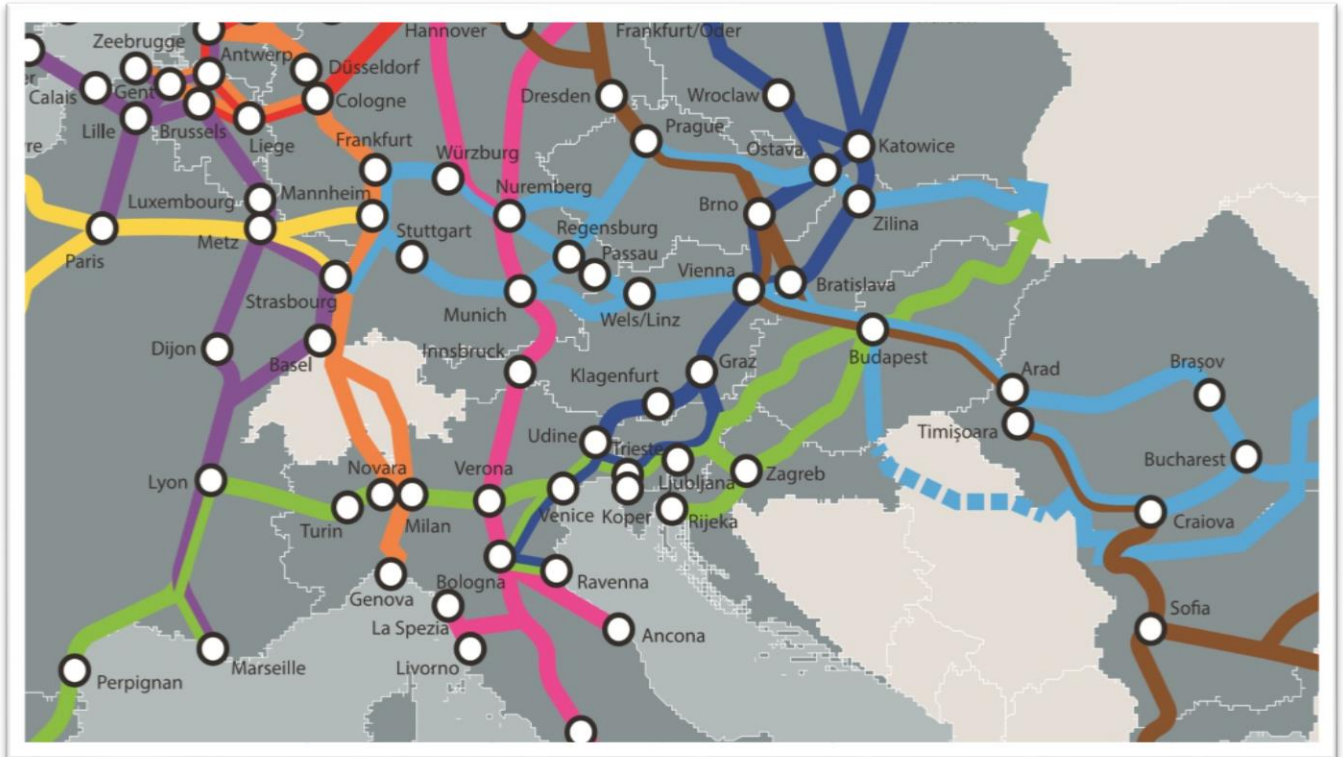 Zeebrugge
Antwerp
Hannover
Frankfurt/Oder
Düsseldorf
Calais
Gent
Cologne
Dresden
Wroclaw
Lille
Brussels
Liege
Frankfurt
Prague
Ostava
Katowice
Würzburg
Luxembourg
Mannheim
Nuremberg
Brno
Zilina
Metz
Stuttgart
Regensburg
Paris
Passau
Vienna
Strasbourg
Bratislava
Munich
Wels/Linz
Dijon
Basel
Innsbruck
Graz
Budapest
Klagenfurt
Arad
Braşov
Udine
Trieste
Timişoara
Novara
Verona
Bucharest
Lyon
Ljubljana
Zagreb
Turin
Milan
Venice
Koper
Rijeka
Craiova
Bologna
Ravenna
Genova
Sofia
La Spezia
Ancona
Livorno
Marseille
Perpignan